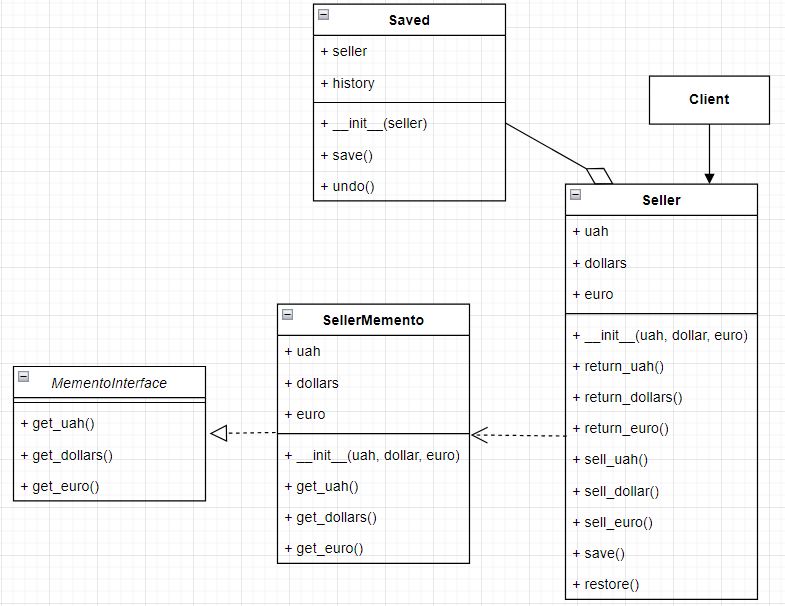 Saved
+ seller
+ history
+ __init__(seller)
+ save()
+ undo()
Client
Seller
+ uah
+ dollars
+ euro
+ __init__(uah, dollar, euro)
+ return_uah()
+ return_dollars()
+ return_euro()
+ sell_uah()
+ sell_dollar()
+ sell_euro()
+ save()
+ restore()
SellerMemento
+ uah
+ dollars
+ euro
+ __init__(uah, dollar, euro)
+ get_uah()
+ get_dollars()
+ get_euro()
MementoInterface
+ get_uah()
+ get_dollars()
+ get_euro()